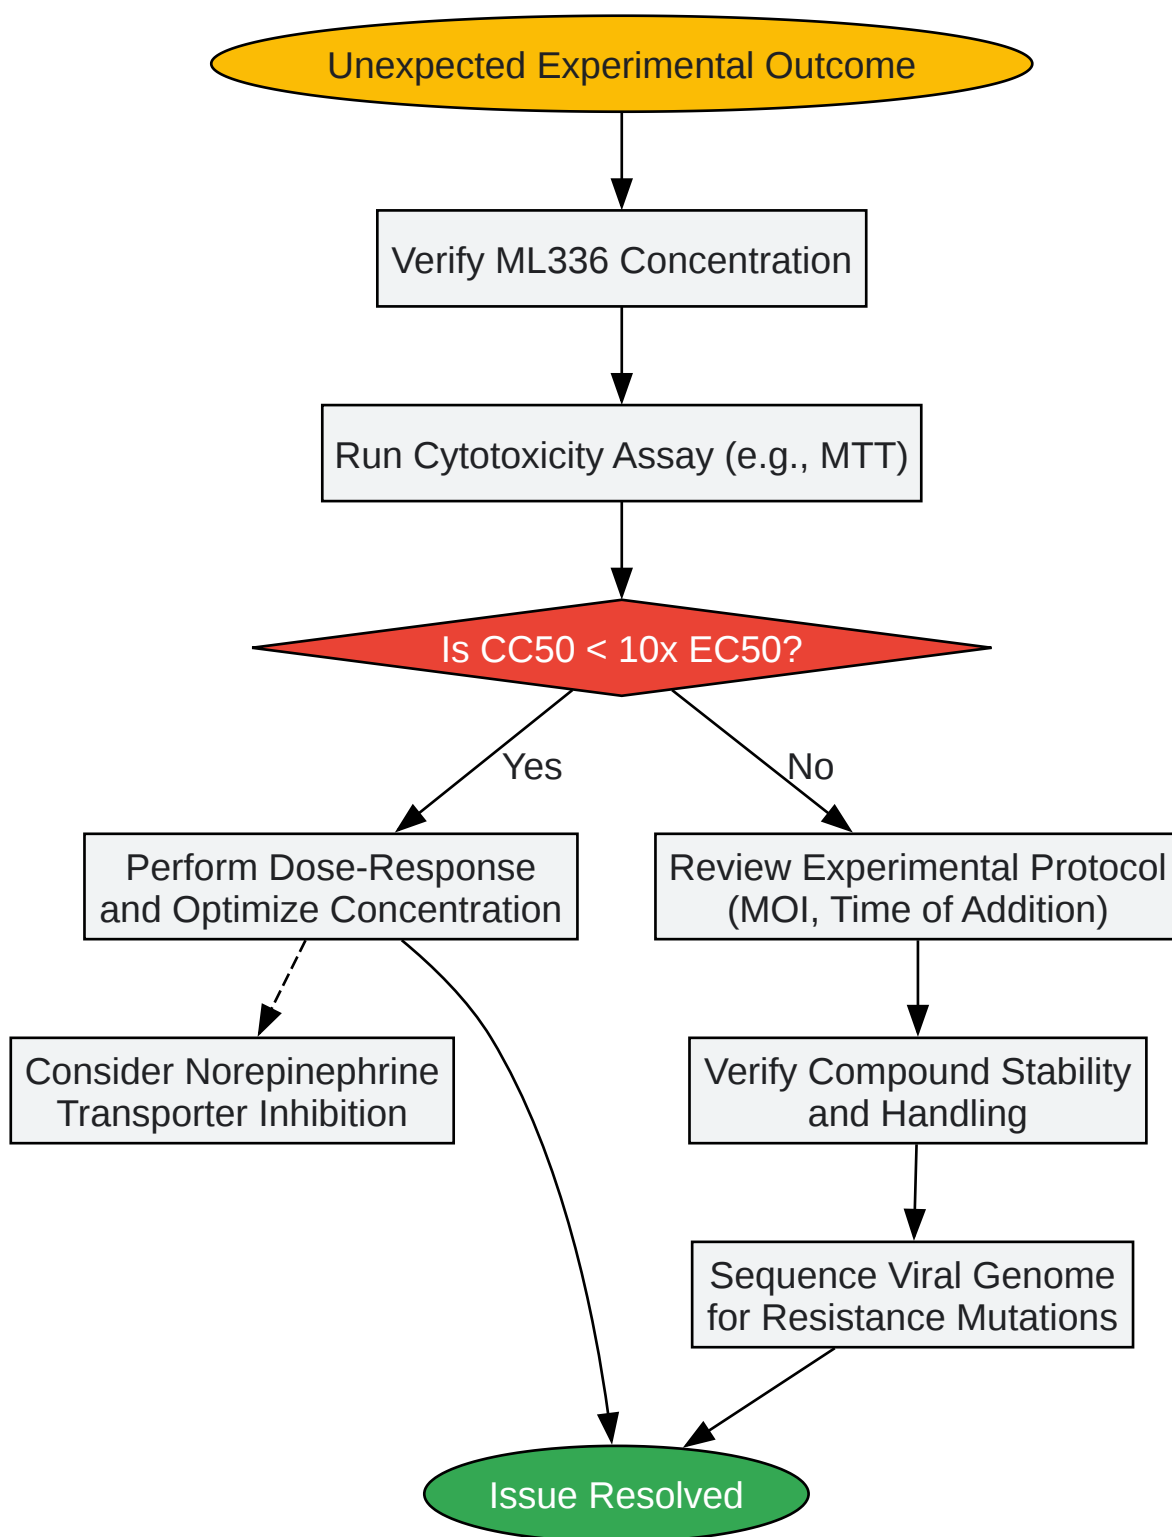 Unexpected Experimental Outcome
Verify ML336 Concentration
Run Cytotoxicity Assay (e.g., MTT)
Is CC50 < 10x EC50?
Yes
No
Perform Dose-Response
and Optimize Concentration
Review Experimental Protocol
(MOI, Time of Addition)
Consider Norepinephrine
Transporter Inhibition
Verify Compound Stability
and Handling
Sequence Viral Genome
for Resistance Mutations
Issue Resolved